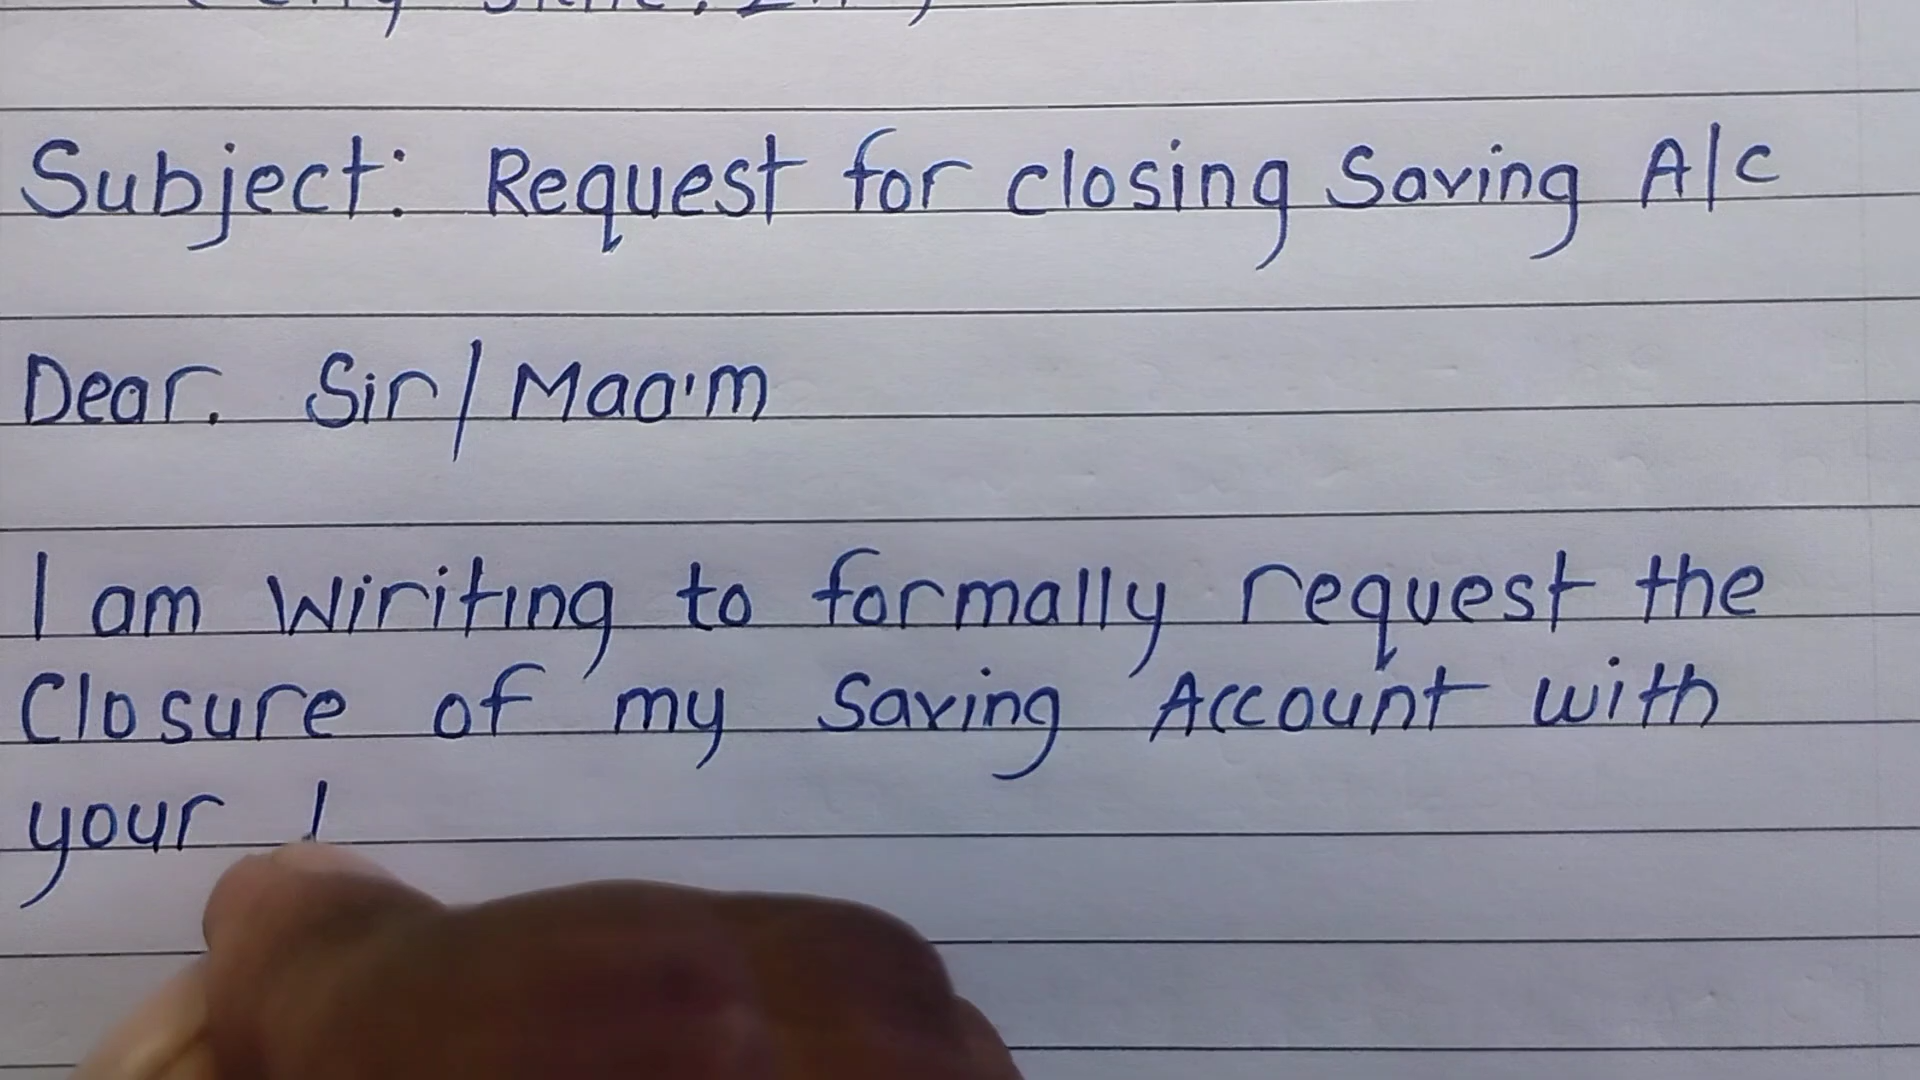 Subject: Request for closing Saving A/c
Dear. Sir/Maa'm
I am Wiriting to formally request the
Closure of my Saving Account with
your